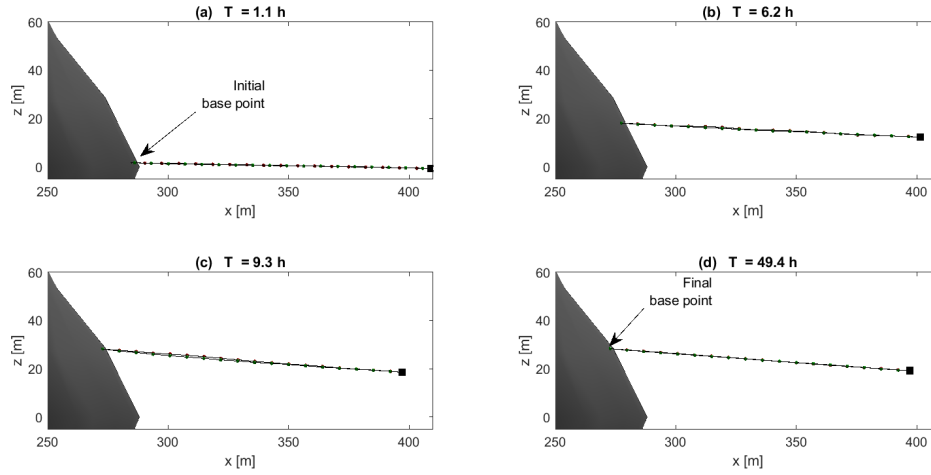 (a) T = 1.1 h
60
40
20
0
z [m]
250 300 350 400
x [m]
Initial
base point
(b) T = 6.2 h
60
40
20
0
z [m]
250 300 350 400
x [m]
(c) T = 9.3 h
60
40
20
0
z [m]
250 300 350 400
x [m]
(d) T = 49.4 h
60
40
20
0
z [m]
250 300 350 400
x [m]
Final
base point